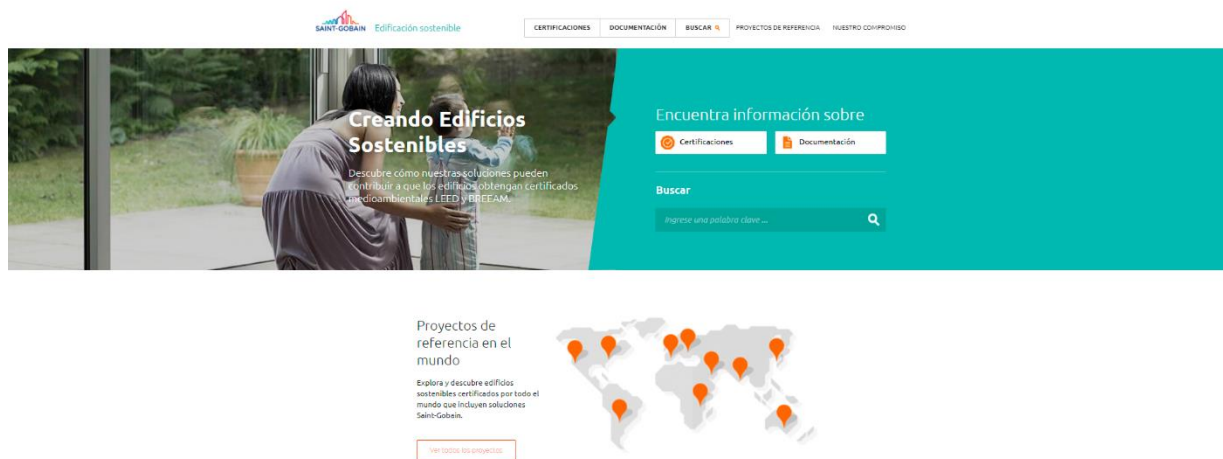 SAINT-GOBAIN Edificación sostenible
CERTIFICACIONES DOCUMENTACIÓN BUSCAR PROYECTOS DE REFERENCIA NUESTRO COMPROMISO
Creando Edificios
Sostenibles
Descubre cómo nuestras soluciones pueden
contribuir a que los edificios obtengan certificados
medioambientales LEED y BREEAM.
Encuentra información sobre
Certificaciones Documentación
Buscar
Ingrese una palabra clave ...
Proyectos de
referencia en el
mundo
Explora y descubre edificios
sostenibles certificados por todo el
mundo que incluyen soluciones
Saint-Gobain.
Ver todos los proyectos